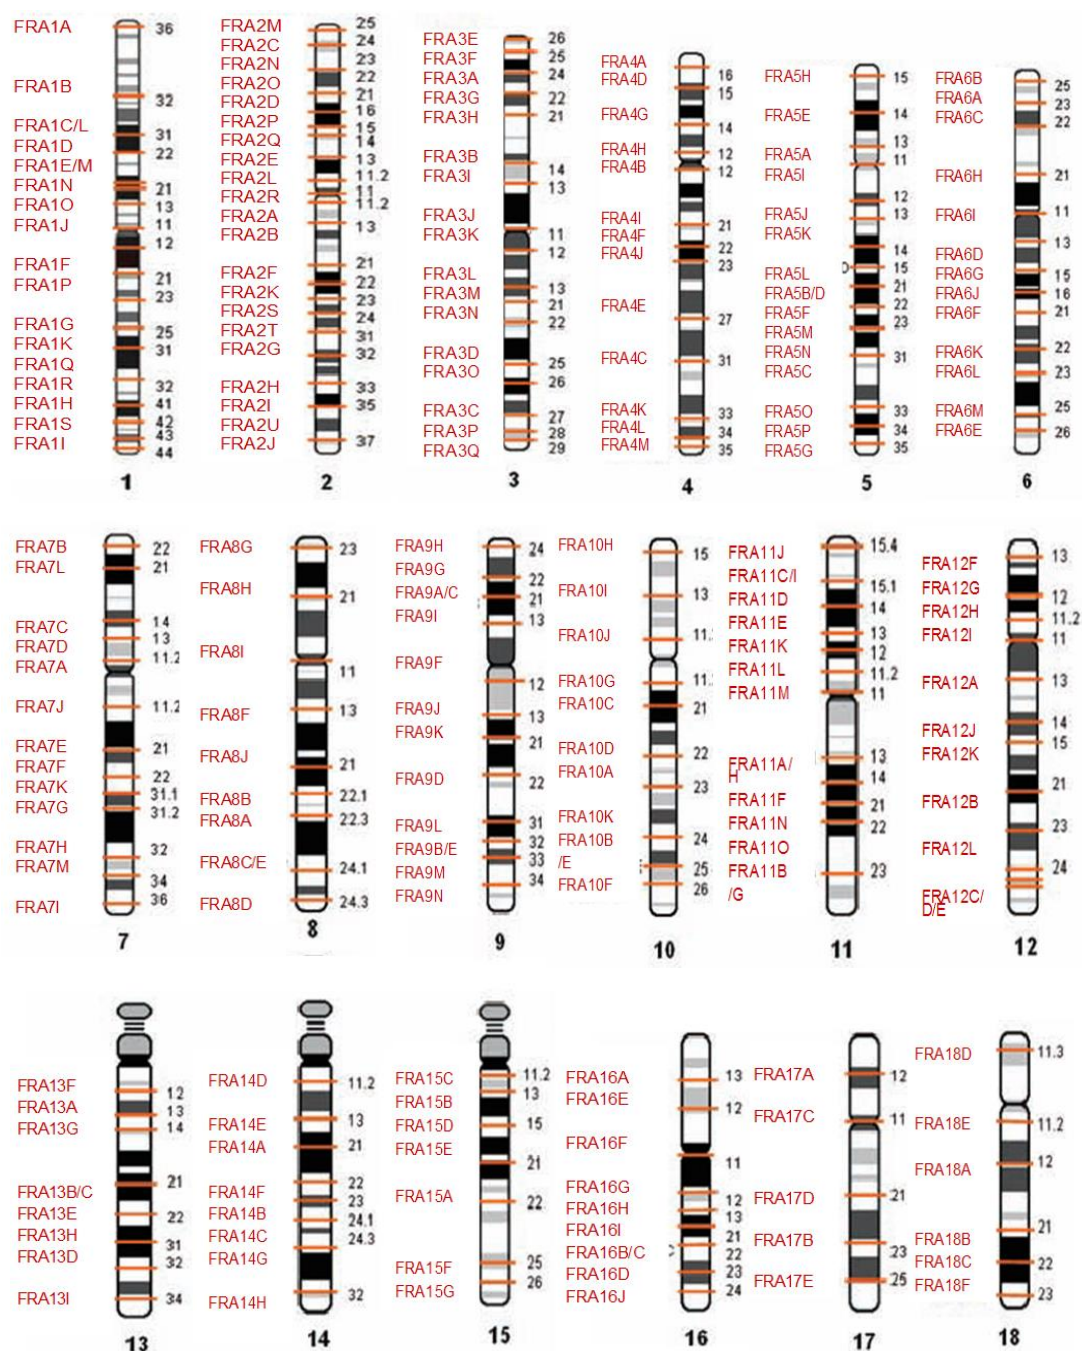 FRA1A
36
FRA1B
32
FRA1C/L
31
FRA1D
22
FRA1E/M
FRA1N
21
FRA1O
13
FRA1J
11
12
FRA1F
21
FRA1P
23
FRA1G
25
FRA1K
31
FRA1Q
FRA1R
32
FRA1H
41
FRA1S
42
43
FRA1I
44
1
FRA2M
25
FRA2C
24
FRA2N
23
22
FRA2O
21
FRA2D
16
FRA2P
15
FRA2Q
14
FRA2E
13
FRA2L
11.2
FRA2R
11
11.2
FRA2A
13
FRA2B
21
FRA2F
22
FRA2K
23
FRA2S
24
FRA2T
31
FRA2G
32
FRA2H
33
FRA2I
35
FRA2U
FRA2J
37
2
FRA3E
26
FRA3F
25
FRA3A
24
FRA3G
22
FRA3H
21
FRA3B
14
FRA3I
13
FRA3J
11
FRA3K
12
FRA3L
13
FRA3M
21
FRA3N
22
FRA3D
25
FRA3O
26
FRA3C
27
FRA3P
28
FRA3Q
29
3
FRA4A
16
FRA4D
15
FRA4G
14
FRA4H
12
FRA4B
12
FRA4I
21
FRA4F
22
FRA4J
23
FRA4E
27
FRA4C
31
FRA4K
33
FRA4L
34
FRA4M
35
4
FRA5H
15
FRA5E
14
13
FRA5A
11
FRA5I
12
FRA5J
13
FRA5K
14
FRA5L
15
FRA5B/D
21
FRA5F
22
23
FRA5M
FRA5N
31
FRA5C
FRA5O
33
FRA5P
34
FRA5G
35
5
FRA6B
25
FRA6A
23
FRA6C
22
FRA6H
21
FRA6I
11
13
FRA6D
FRA6G
15
FRA6J
16
FRA6F
21
FRA6K
22
FRA6L
23
FRA6M
25
FRA6E
26
6
FRA7B
22
FRA7L
21
FRA7C
14
13
FRA7D
11.2
FRA7A
FRA7J
11.2
FRA7E
21
FRA7F
22
FRA7K
31.1
FRA7G
31.2
FRA7H
32
FRA7M
34
FRA7I
36
7
FRA8G
23
FRA8H
21
FRA8I
11
FRA8F
13
FRA8J
21
FRA8B
22.1
FRA8A
22.3
FRA8C/E
24.1
FRA8D
24.3
8
FRA9H
24
FRA9G
22
FRA9A/C
21
FRA9I
13
FRA9F
12
FRA9J
13
FRA9K
21
FRA9D
22
FRA9L
31
32
FRA9B/E
33
FRA9M
34
FRA9N
9
FRA10H
15
FRA10I
13
FRA10J
11.
FRA10G
11.
FRA10C
21
FRA10D
22
FRA10A
23
FRA10K
24
FRA10B
/E
25
FRA10F
26
10
FRA11J
15.4
FRA11C/I
15.1
FRA11D
14
FRA11E
13
FRA11K
12
FRA11L
11.2
FRA11M
11
13
FRA11A/
H
14
FRA11F
21
FRA11N
22
FRA11O
FRA11B
23
/G
11
FRA12F
13
FRA12G
12
FRA12H
11.2
FRA12I
11
FRA12A
13
14
FRA12J
15
FRA12K
21
FRA12B
23
FRA12L
24
FRA12C/
D/E
12
FRA13F
12
FRA13A
13
FRA13G
14
21
FRA13B/C
FRA13E
22
FRA13H
31
FRA13D
32
FRA13I
34
13
FRA14D
11.2
FRA14E
13
FRA14A
21
FRA14F
22
23
FRA14B
24.1
FRA14C
24.3
FRA14G
FRA14H
32
14
FRA15C
11.2
13
FRA15B
FRA15D
15
FRA15E
21
FRA15A
22
FRA15F
25
FRA15G
26
15
FRA16A
13
FRA16E
12
FRA16F
11
FRA16G
12
FRA16H
13
FRA16I
21
FRA16B/C
22
FRA16D
23
FRA16J
24
16
FRA17A
12
FRA17C
11
FRA17D
21
FRA17B
23
FRA17E
25
17
FRA18D
11.3
FRA18E
11.2
12
FRA18A
21
FRA18B
22
FRA18C
FRA18F
23
18